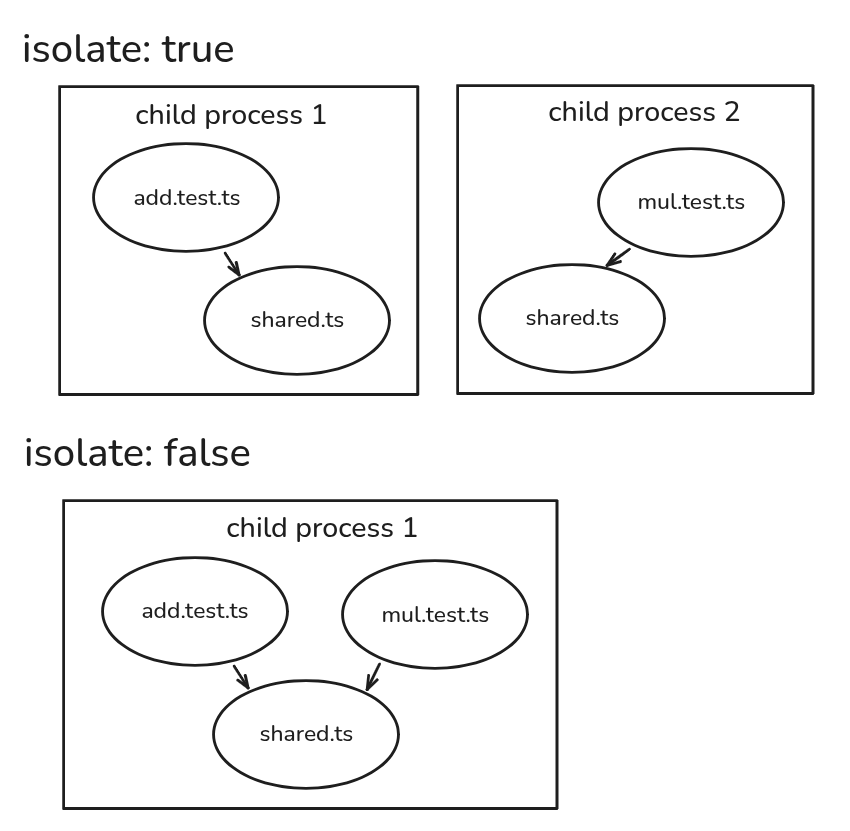 isolate: true
child process 1
add.test.ts
shared.ts
child process 2
mul.test.ts
shared.ts
isolate: false
child process 1
add.test.ts
mul.test.ts
shared.ts